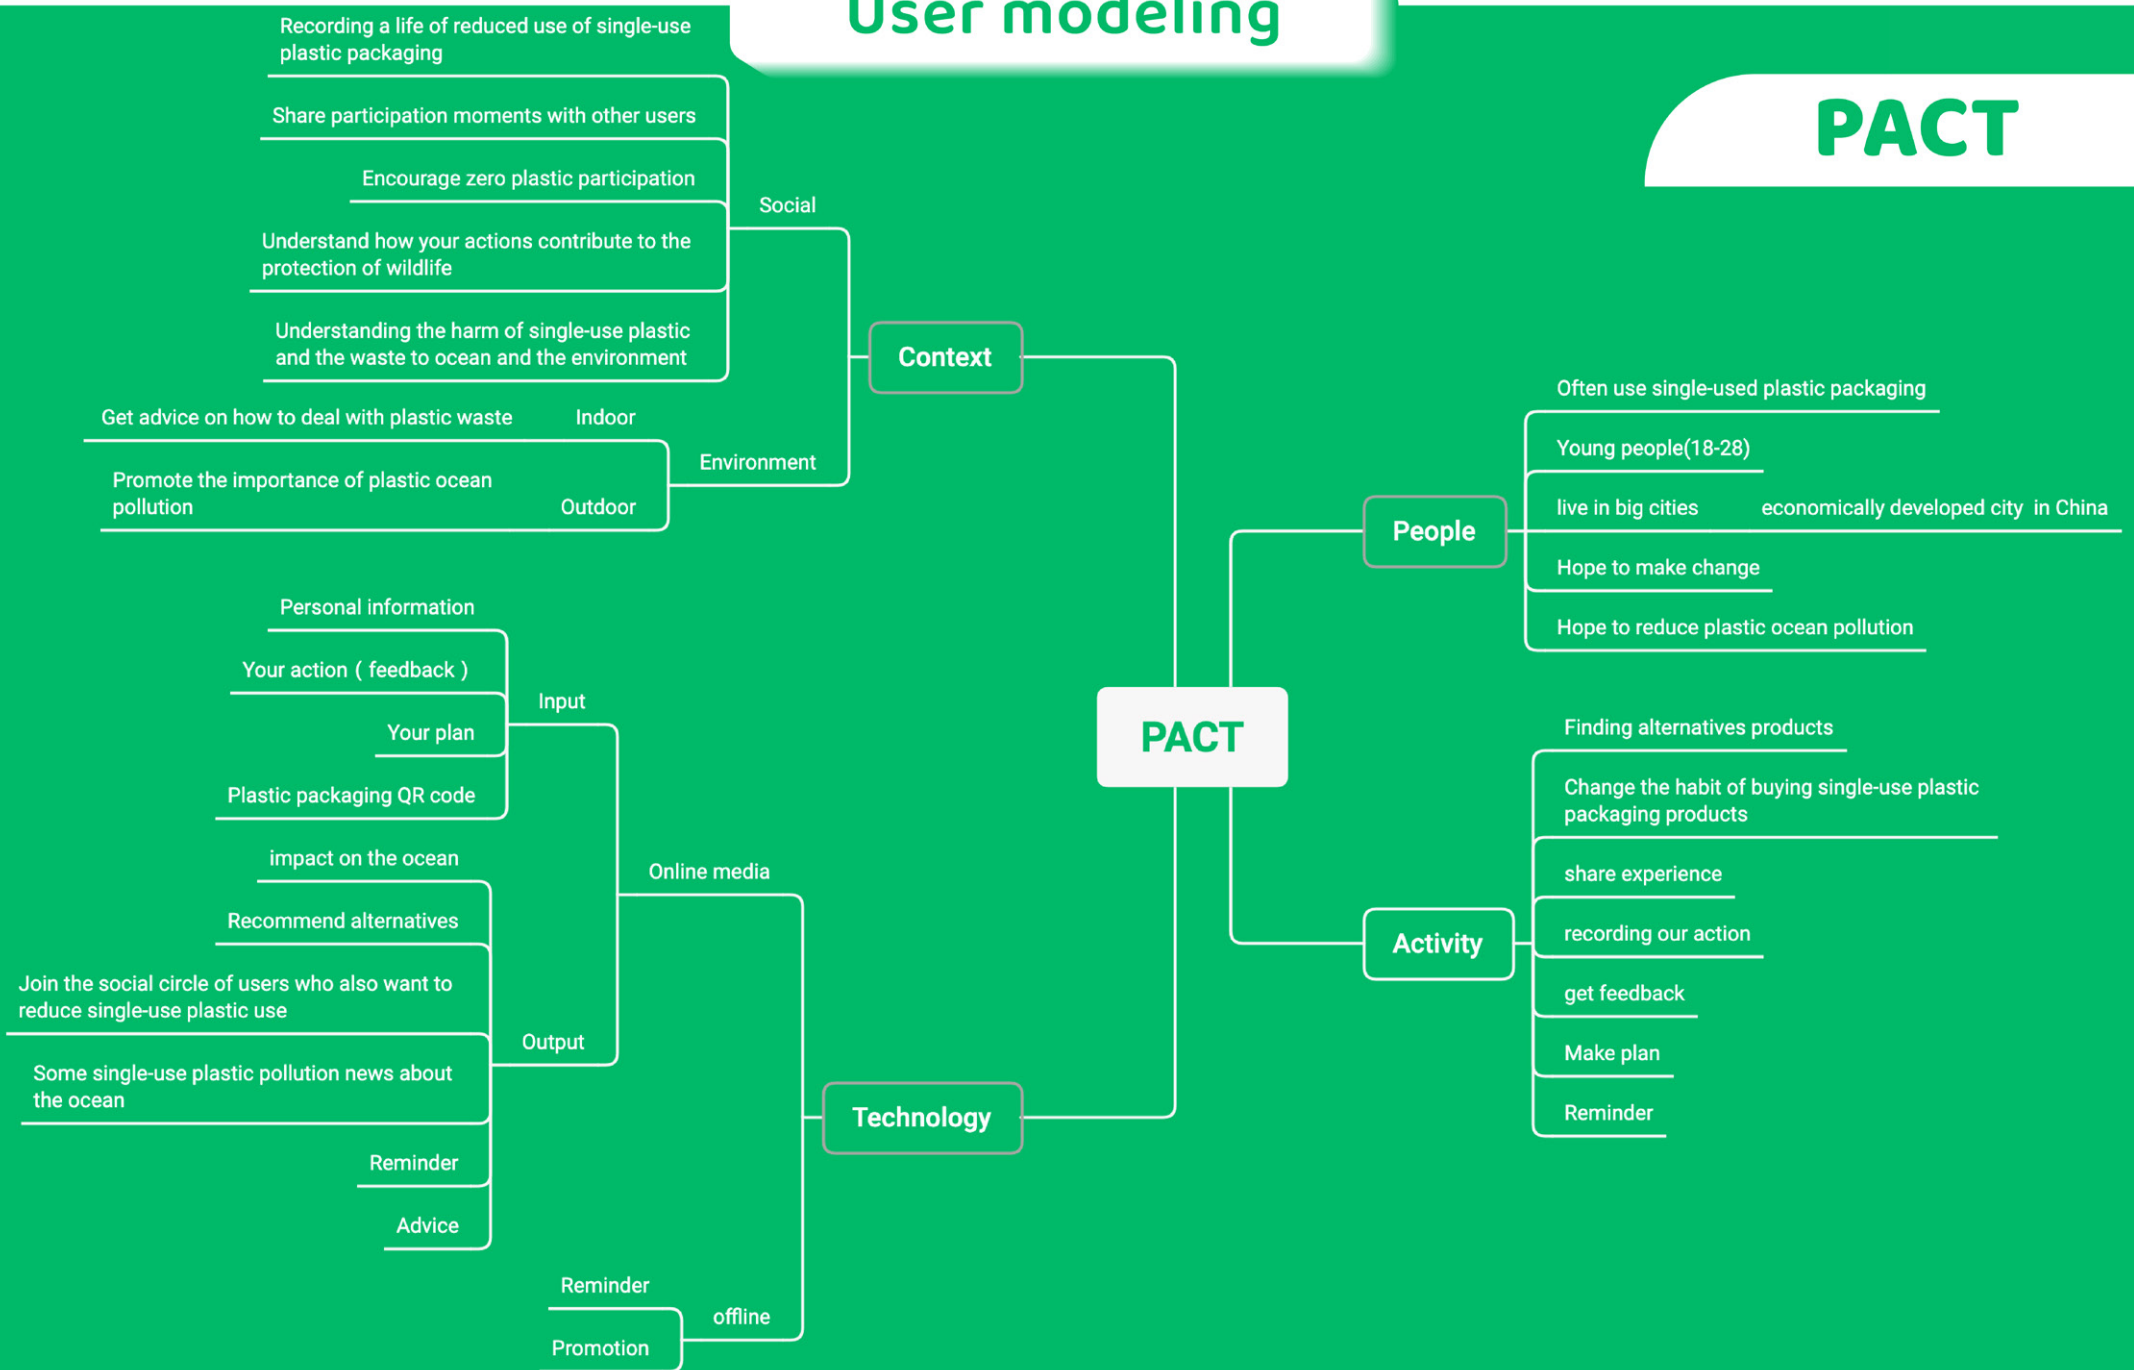 User modeling
PACT
Recording a life of reduced use of single-use
plastic packaging
Share participation moments with other users
Encourage zero plastic participation
Understand how your actions contribute to the
protection of wildlife
Understanding the harm of single-use plastic
and the waste to ocean and the environment
Social
Get advice on how to deal with plastic waste
Indoor
Promote the importance of plastic ocean
pollution
Outdoor
Environment
Context
Personal information
Your action ( feedback )
Your plan
Plastic packaging QR code
Input
impact on the ocean
Recommend alternatives
Join the social circle of users who also want to
reduce single-use plastic use
Some single-use plastic pollution news about
the ocean
Reminder
Advice
Output
Online media
Reminder
Promotion
offline
Technology
PACT
People
Often use single-used plastic packaging
Young people(18-28)
live in big cities
economically developed city in China
Hope to make change
Hope to reduce plastic ocean pollution
Activity
Finding alternatives products
Change the habit of buying single-use plastic
packaging products
share experience
recording our action
get feedback
Make plan
Reminder